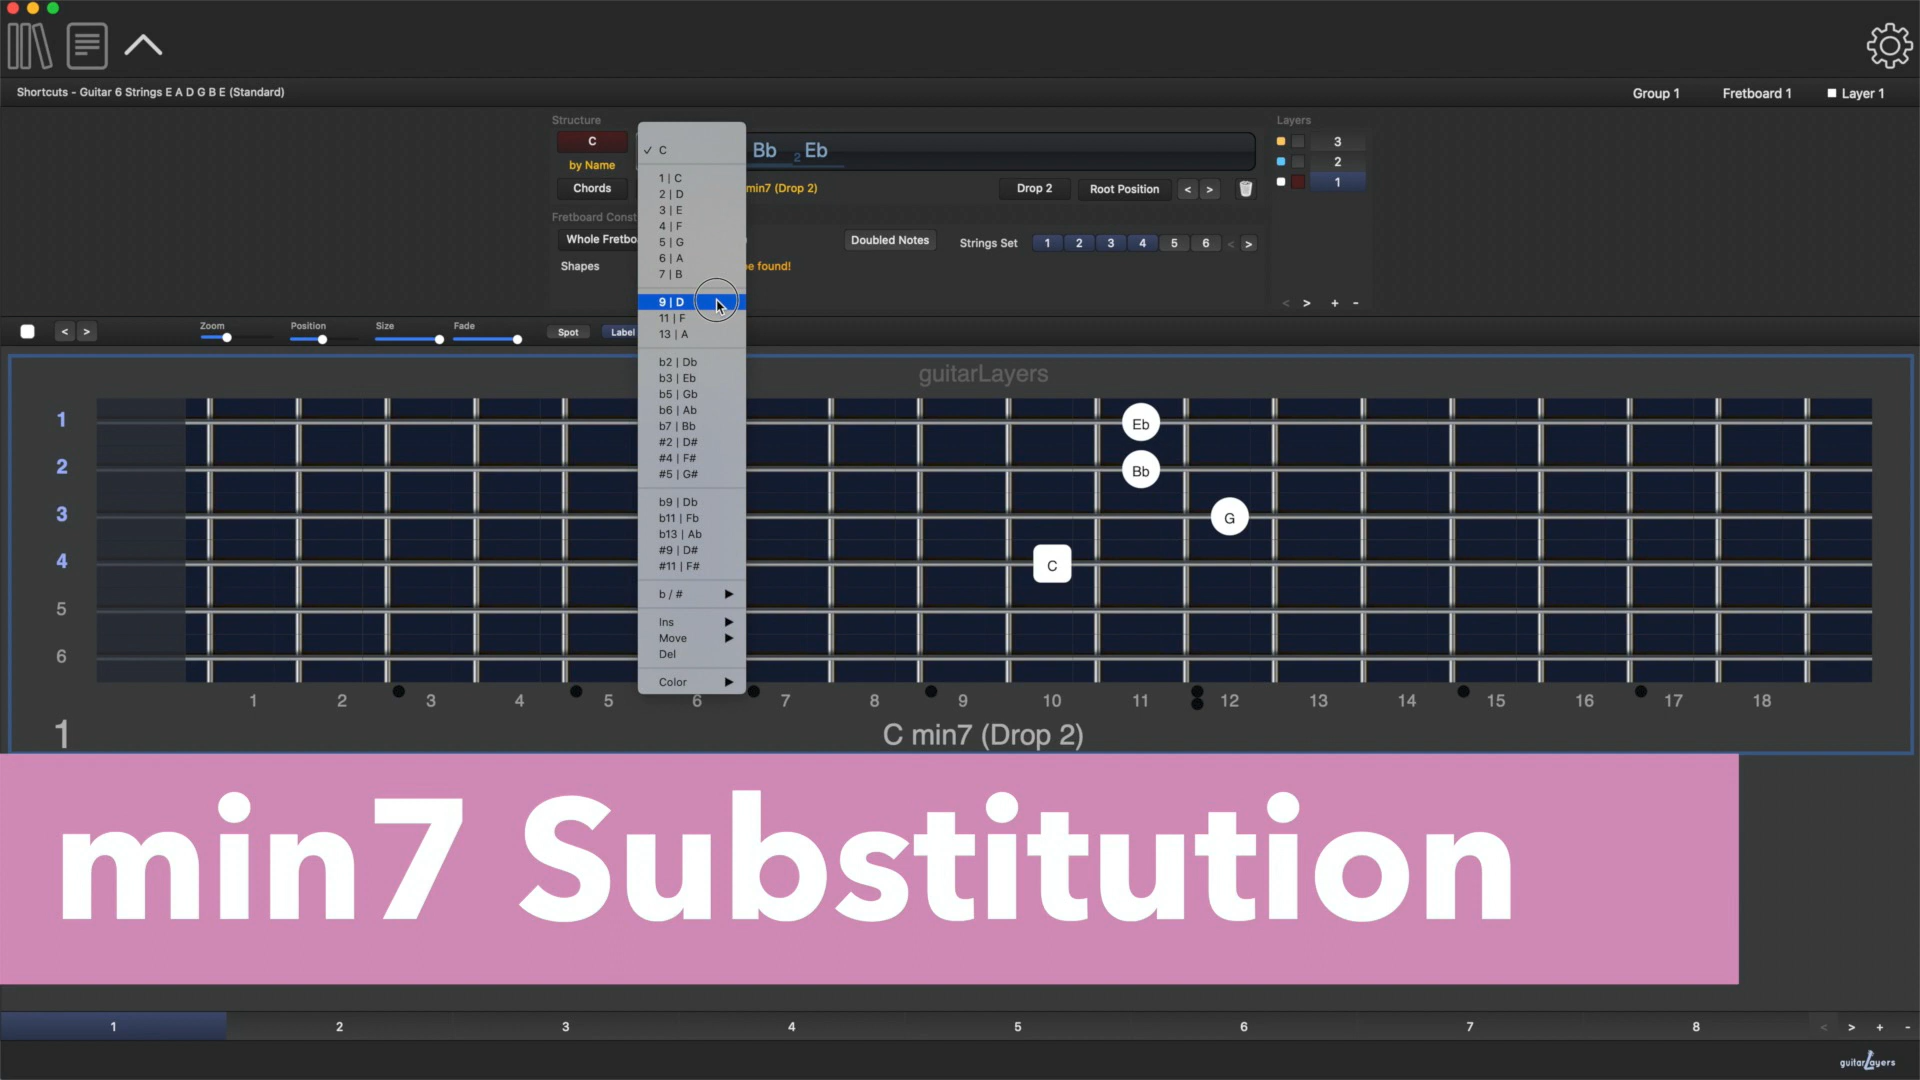 Shortcuts - Guitar 6 Strings E A D G B E (Standard)
Group 1
Fretboard 1
Layer 1
Structure
C
by Name
Chords
Bb 2 Eb
min7 (Drop 2)
Drop 2
Root Position
< >
Layers
3
2
1
Whole Fretbo
Doubled Notes
Strings Set
1 2 3 4 5 6 < >
Shapes
be found!
< > + -
✓ C
1 | C
2 | D
3 | E
4 | F
5 | G
6 | A
7 | B
9 | D
11 | F
13 | A
b2 | Db
b3 | Eb
b5 | Gb
b6 | Ab
b7 | Bb
#2 | D#
#4 | F#
#5 | G#
b9 | Db
b11 | Fb
b13 | Ab
#9 | D#
#11 | F#
b / #
Ins
Move
Del
Color
< >
Zoom
Position
Size
Fade
Spot
Label
guitarLayers
1
2
3
4
5
6
Eb
Bb
G
C
1 2 3 4 5 6 7 8 9 10 11 12 13 14 15 16 17 18
1
C min7 (Drop 2)
min7 Substitution
1 2 3 4 5 6 7 8 < > + -
guitarLayers